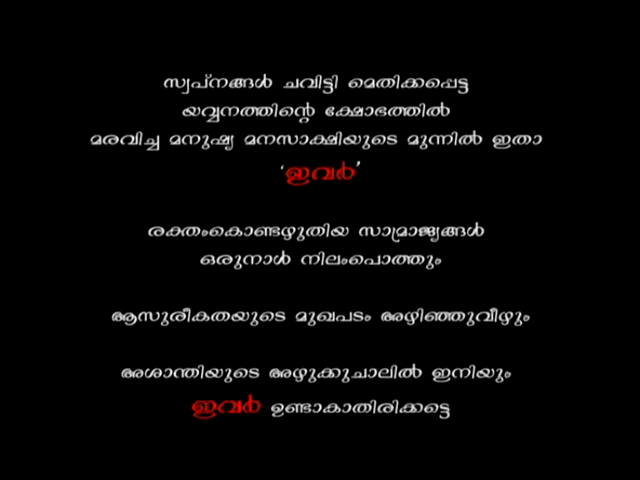 സ്വപ്നങ്ങൾ ചവിട്ടി മെതിക്കപ്പെട്ട
യവ്വനത്തിന്റെ ക്ഷോഭത്തിൽ
മരവിച്ച മനുഷ്യ മനസാക്ഷിയുടെ മുന്നിൽ ഇതാ
‘ഇവർ’
രക്തംകൊണ്ടഴുതിയ സാമ്രാജ്യങ്ങൾ
ഒരുനാൾ നിലംപൊത്തും
ആസുരീകതയുടെ മുഖപടം അഴിഞ്ഞുവീഴും
അശാന്തിയുടെ അഴുക്കുചാലിൽ ഇനിയും
ഇവർ ഉണ്ടാകാതിരിക്കട്ടെ